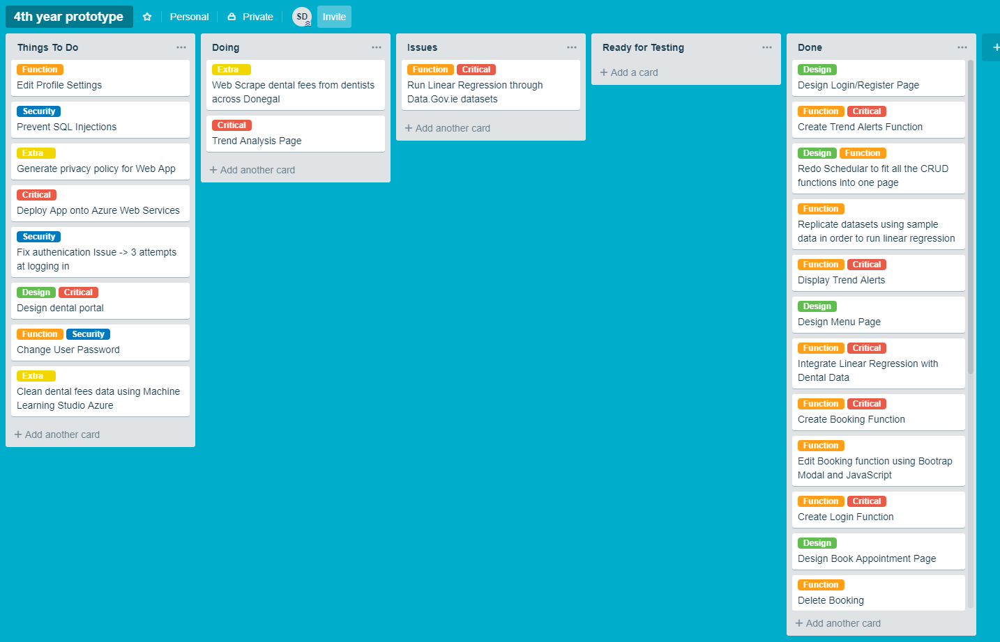 4th year prototype
Personal
Private
SD
Invite
Things To Do
Function
Edit Profile Settings
Security
Prevent SQL Injections
Extra
Generate privacy policy for Web App
Critical
Deploy App onto Azure Web Services
Security
Fix authenication Issue -> 3 attempts
at logging in
Design Critical
Design dental portal
Function Security
Change User Password
Extra
Clean dental fees data using Machine
Learning Studio Azure
+ Add another card
Doing
Extra
Web Scrape dental fees from dentists
across Donegal
Critical
Trend Analysis Page
+ Add another card
Issues
Function Critical
Run Linear Regression through
Data.Gov.ie datasets
+ Add another card
Ready for Testing
+ Add a card
Done
Design
Design Login/Register Page
Function Critical
Create Trend Alerts Function
Design Function
Redo Schedular to fit all the CRUD
functions into one page
Function
Replicate datasets using sample
data in order to run linear regression
Function Critical
Display Trend Alerts
Design
Design Menu Page
Function Critical
Integrate Linear Regression with
Dental Data
Function Critical
Create Booking Function
Function
Edit Booking function using Bootrap
Modal and JavaScript
Function Critical
Create Login Function
Design
Design Book Appointment Page
Function
Delete Booking
+ Add another card